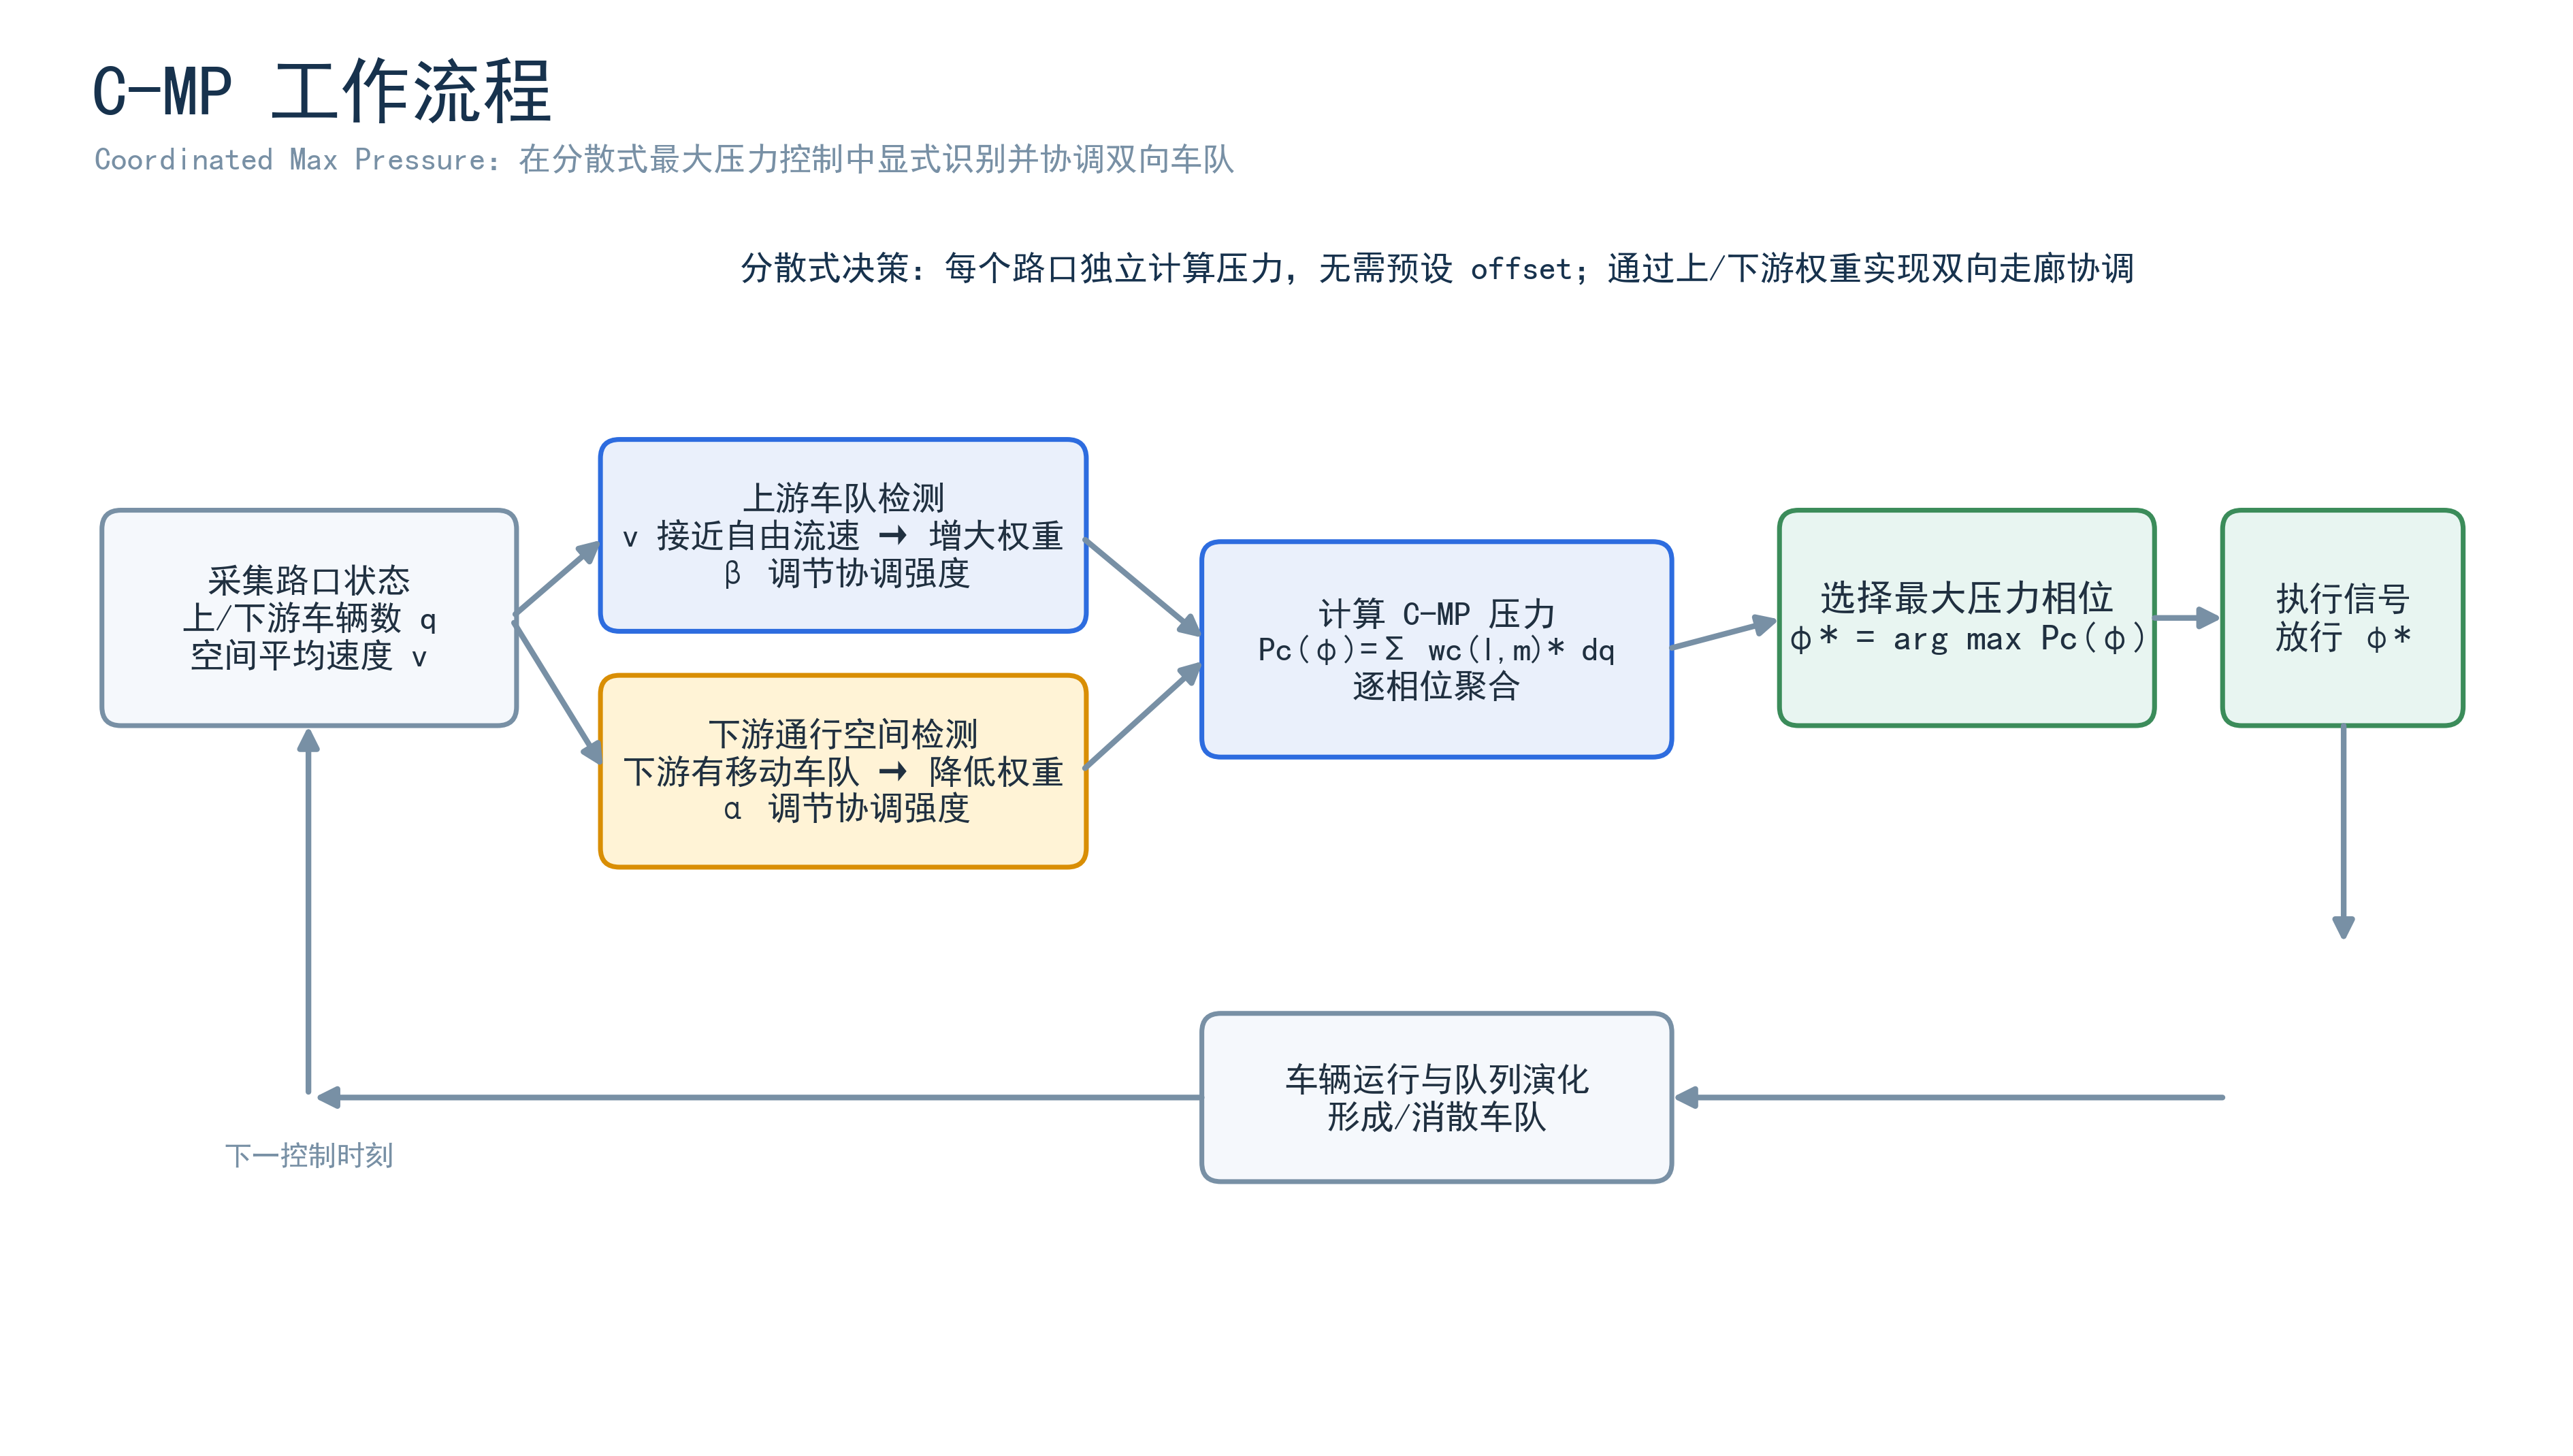 C-MP 工作流程
Coordinated Max Pressure: 在分散式最大压力控制中显式识别并协调双向车队
分散式决策: 每个路口独立计算压力, 无需预设 offset; 通过上/下游权重实现双向走廊协调
采集路口状态
上/下游车辆数 q
空间平均速度 v
上游车队检测
v 接近自由流速 → 增大权重
β 调节协调强度
下游通行空间检测
下游有移动车队 → 降低权重
α 调节协调强度
计算 C-MP 压力
Pc(φ)=Σ wc(l,m)* dq
逐相位聚合
选择最大压力相位
φ* = arg max Pc(φ)
执行信号
放行 φ*
车辆运行与队列演化
形成/消散车队
下一控制时刻